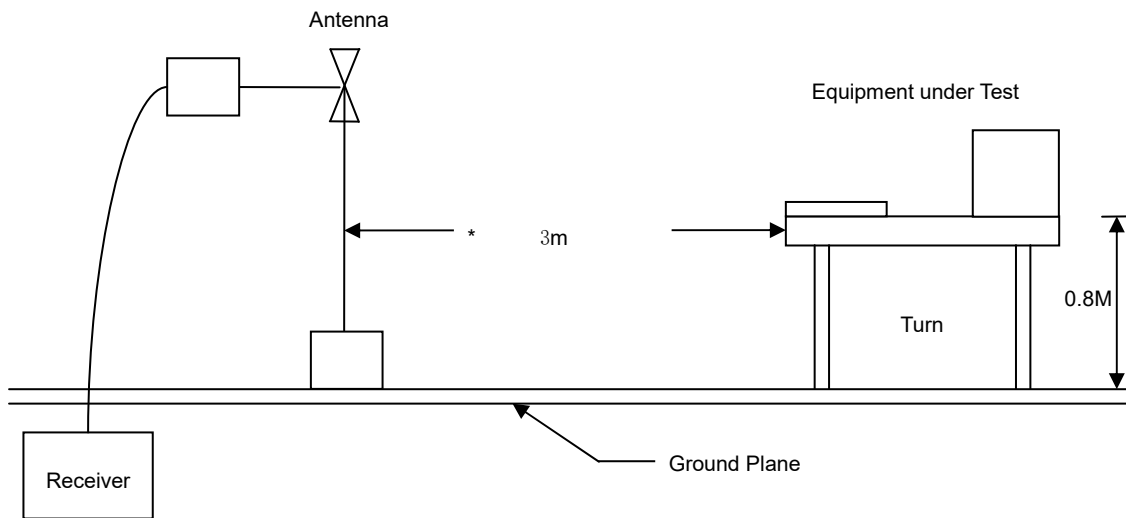 Antenna
Equipment under Test
* 3m
0.8M
Turn
Ground Plane
Receiver